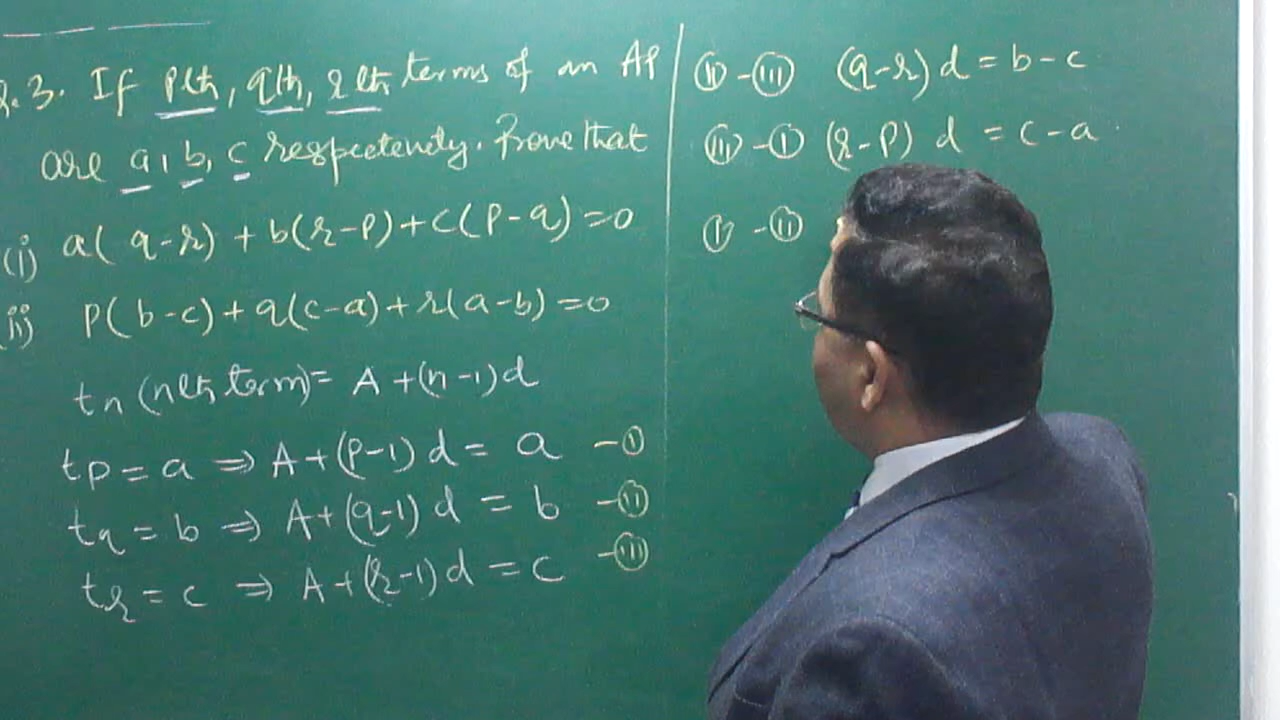 Q.3. If Pth, qth, rth terms of an AP
are a, b, c respectively. Prove that
(i) a(q-r) + b(r-p) + c(p-q) = 0
(ii) P(b-c) + q(c-a) + r(a-b) = 0
tn (nth term) = A + (n-1)d
tp = a ⇒ A + (p-1)d = a -(I)
tq = b ⇒ A + (q-1)d = b -(II)
tr = c ⇒ A + (r-1)d = c -(III)
(II) - (III) (q-r)d = b-c
(III) - (I) (r-p)d = c-a
(I) - (II)